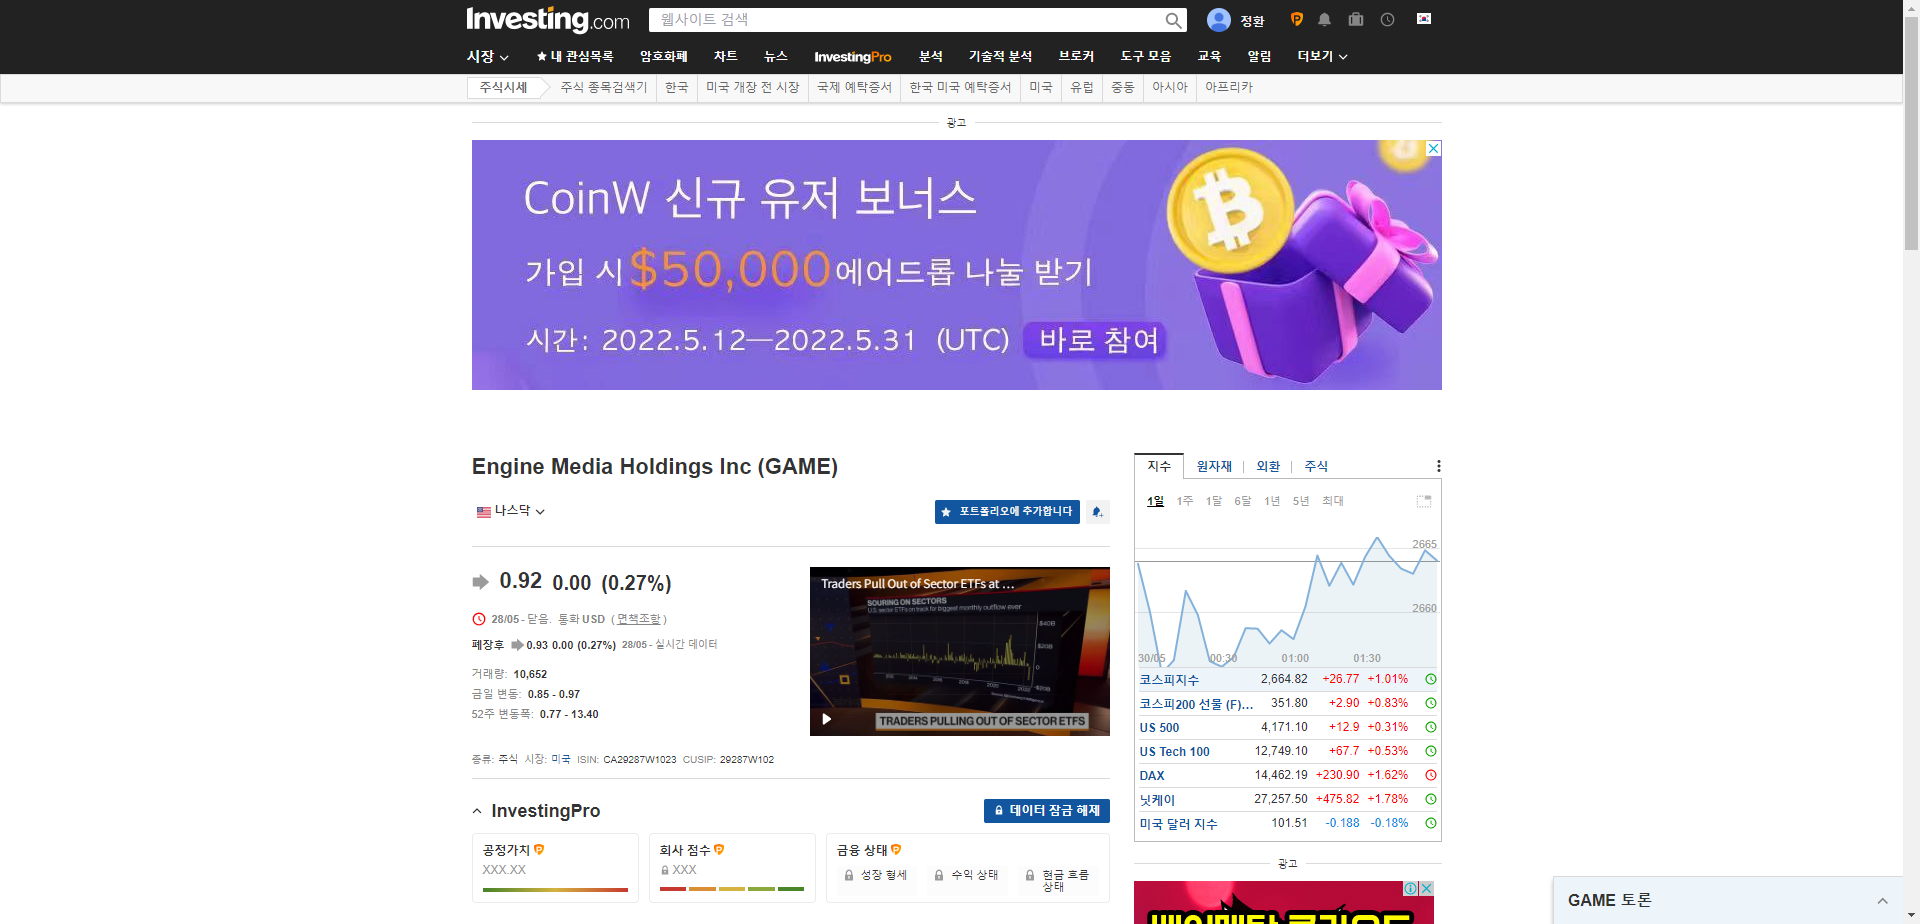 Investing.com
웹사이트 검색
정환
시장
내 관심목록
암호화폐
차트
뉴스
InvestingPro
분석
기술적 분석
브로커
도구 모음
교육
알림
더보기
주식시세
주식 종목검색기
한국
미국 개장 전 시장
국제 예탁증서
한국 미국 예탁증서
미국
유럽
중동
아시아
아프리카
광고
CoinW 신규 유저 보너스
가입 시 $50,000 에어드롭 나눌 받기
시간: 2022.5.12—2022.5.31 (UTC) 바로 참여
Engine Media Holdings Inc (GAME)
나스닥
포트폴리오에 추가합니다
0.92 0.00 (0.27%)
28/05 - 닫음. 통화 USD ( 면책조항 )
폐장후 0.93 0.00 (0.27%) 28/05 - 실시간 데이터
거래량: 10,652
금일 변동: 0.85 - 0.97
52주 변동폭: 0.77 - 13.40
Traders Pull Out of Sector ETFs at ...
SOURING ON SECTORS
U.S. sector ETFs on track for biggest monthly outflow ever
$40B
$20B
0
-$20B
TRADERS PULLING OUT OF SECTOR ETFS
종류: 주식 시장: 미국 ISIN: CA29287W1023 CUSIP: 29287W102
InvestingPro
데이터 잠금 해제
공정가치
XXX.XX
회사 점수
XXX
금융 상태
성장 형세
수익 상태
현금 흐름
상태
지수
원자재
외환
주식
1일 1주 1달 6달 1년 5년 최대
2665
2660
30/05 00:30 01:00 01:30
코스피지수 2,664.82 +26.77 +1.01%
코스피200 선물 (F)... 351.80 +2.90 +0.83%
US 500 4,171.10 +12.9 +0.31%
US Tech 100 12,749.10 +67.7 +0.53%
DAX 14,462.19 +230.90 +1.62%
닛케이 27,257.50 +475.82 +1.78%
미국 달러 지수 101.51 -0.188 -0.18%
광고
GAME 토론